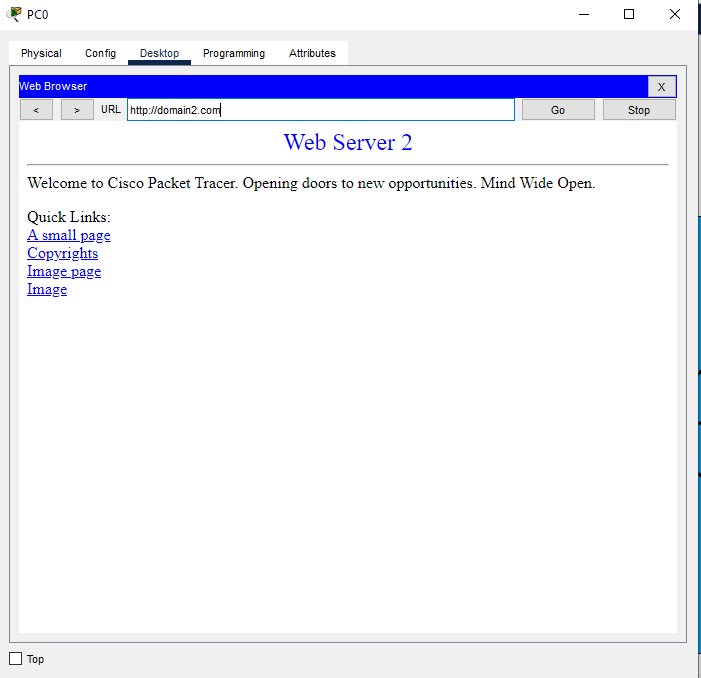 PC0
Physical Config Desktop Programming Attributes
Web Browser X
< > URL http://domain2.com Go Stop
Web Server 2
Welcome to Cisco Packet Tracer. Opening doors to new opportunities. Mind Wide Open.
Quick Links:
A small page
Copyrights
Image page
Image
Top